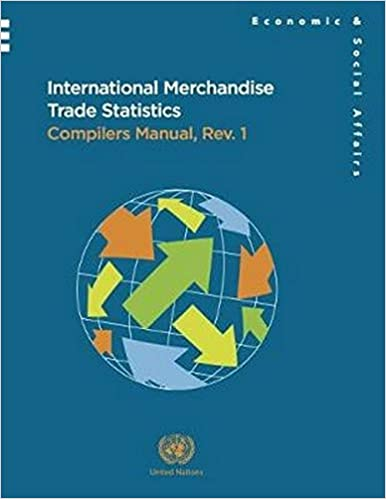 Economic & Social Affairs
International Merchandise
Trade Statistics
Compilers Manual, Rev. 1
United Nations